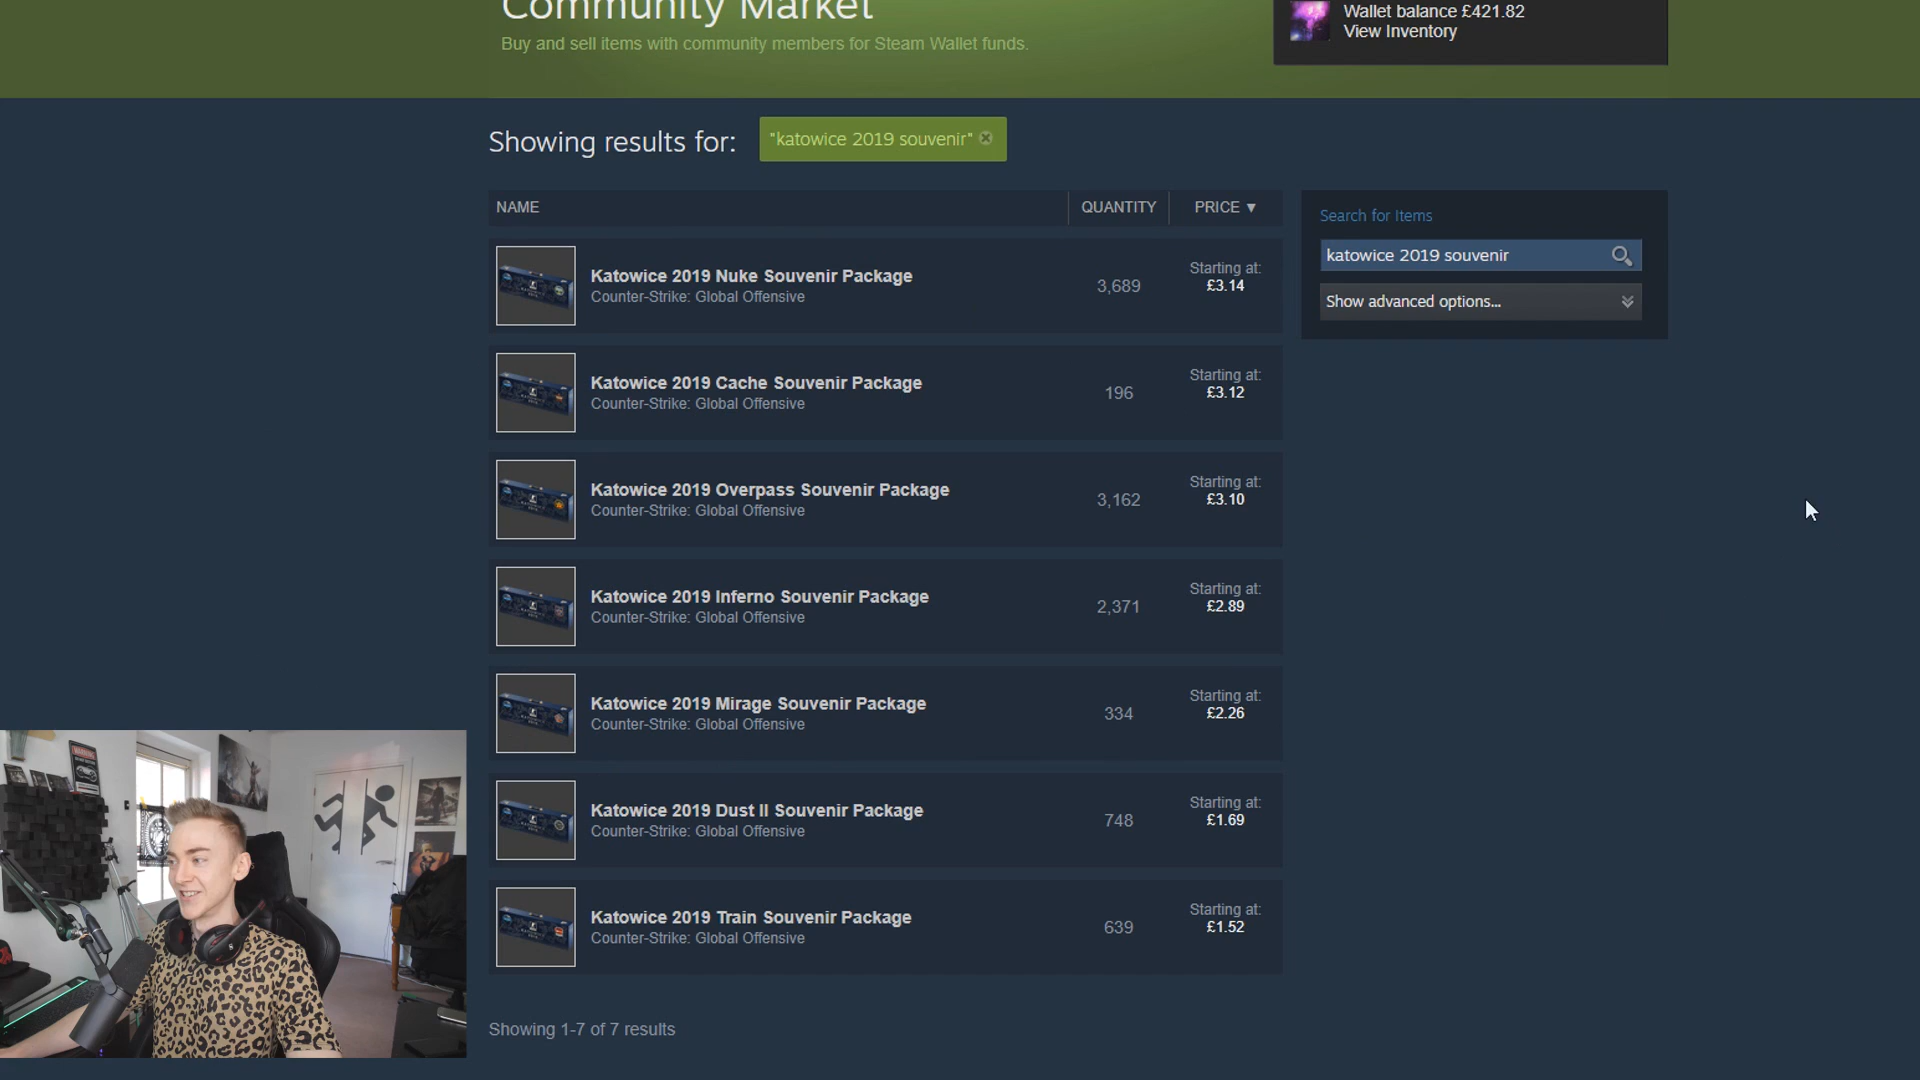 Community Market
Buy and sell items with community members for Steam Wallet funds.
Wallet balance £421.82
View Inventory
Showing results for:
"katowice 2019 souvenir"
NAME
QUANTITY
PRICE ▼
Katowice 2019 Nuke Souvenir Package
Counter-Strike: Global Offensive
3,689
Starting at:
£3.14
Katowice 2019 Cache Souvenir Package
Counter-Strike: Global Offensive
196
Starting at:
£3.12
Katowice 2019 Overpass Souvenir Package
Counter-Strike: Global Offensive
3,162
Starting at:
£3.10
Katowice 2019 Inferno Souvenir Package
Counter-Strike: Global Offensive
2,371
Starting at:
£2.89
Katowice 2019 Mirage Souvenir Package
Counter-Strike: Global Offensive
334
Starting at:
£2.26
Katowice 2019 Dust II Souvenir Package
Counter-Strike: Global Offensive
748
Starting at:
£1.69
Katowice 2019 Train Souvenir Package
Counter-Strike: Global Offensive
639
Starting at:
£1.52
Showing 1-7 of 7 results
Search for Items
katowice 2019 souvenir
Show advanced options...